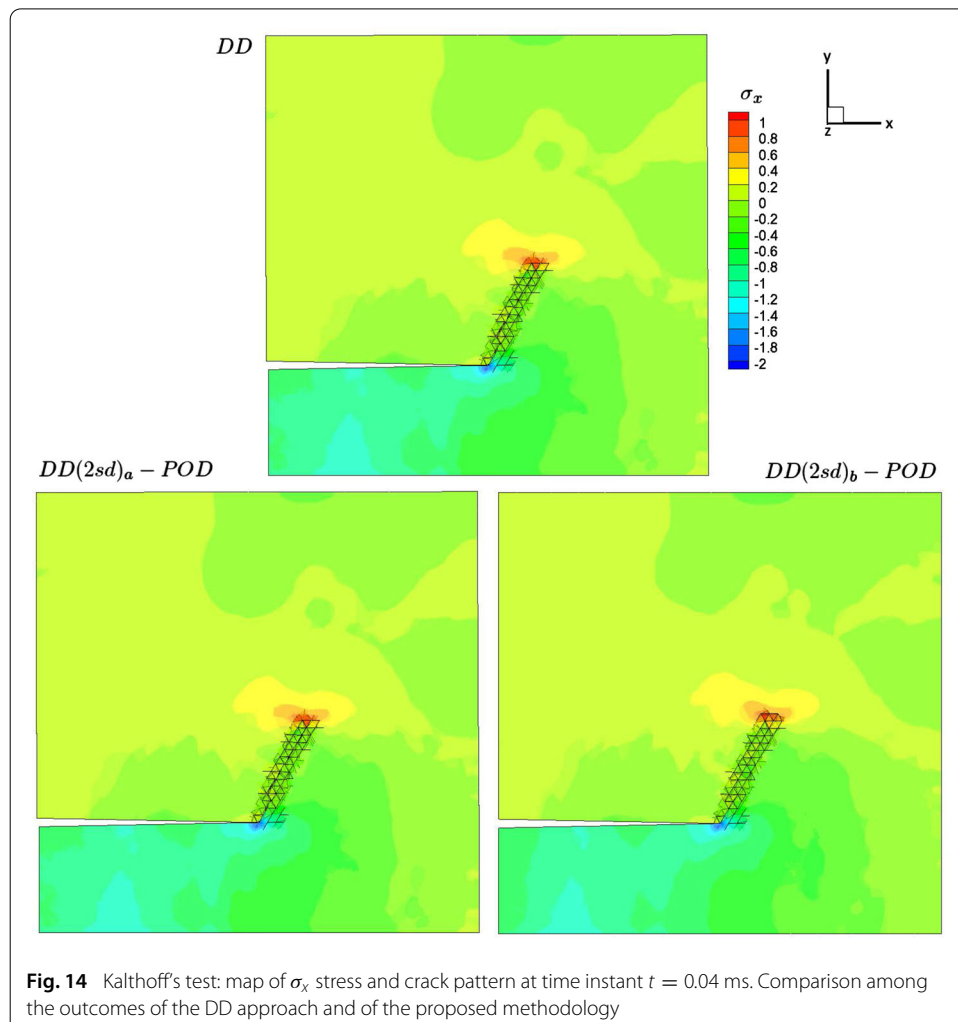 DD
y
x
z
σx
1
0.8
0.6
0.4
0.2
0
-0.2
-0.4
-0.6
-0.8
-1
-1.2
-1.4
-1.6
-1.8
-2
DD(2sd)a − POD
DD(2sd)b − POD
Fig. 14 Kalthoff's test: map of σx stress and crack pattern at time instant t = 0.04 ms. Comparison among
the outcomes of the DD approach and of the proposed methodology